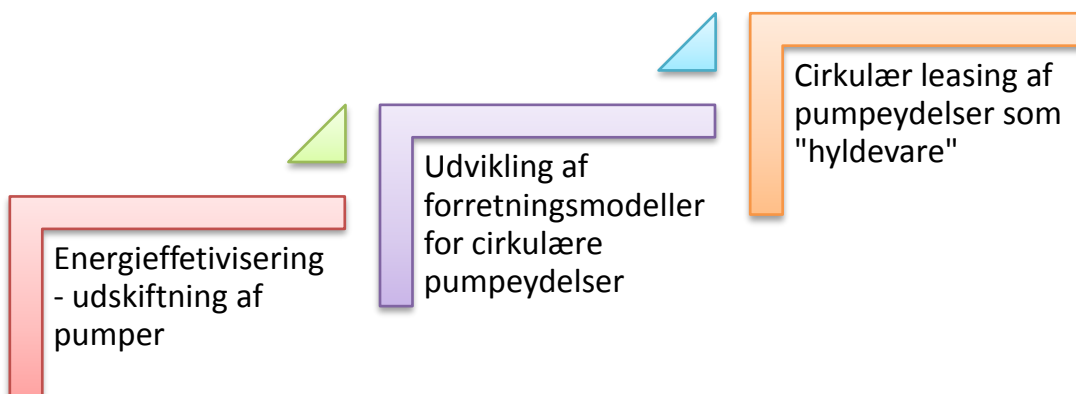 Energieffetivisering
- udskiftning af
pumper
Udvikling af
forretningsmodeller
for cirkulære
pumpeydelser
Cirkulær leasing af
pumpeydelser som
"hyldevare"